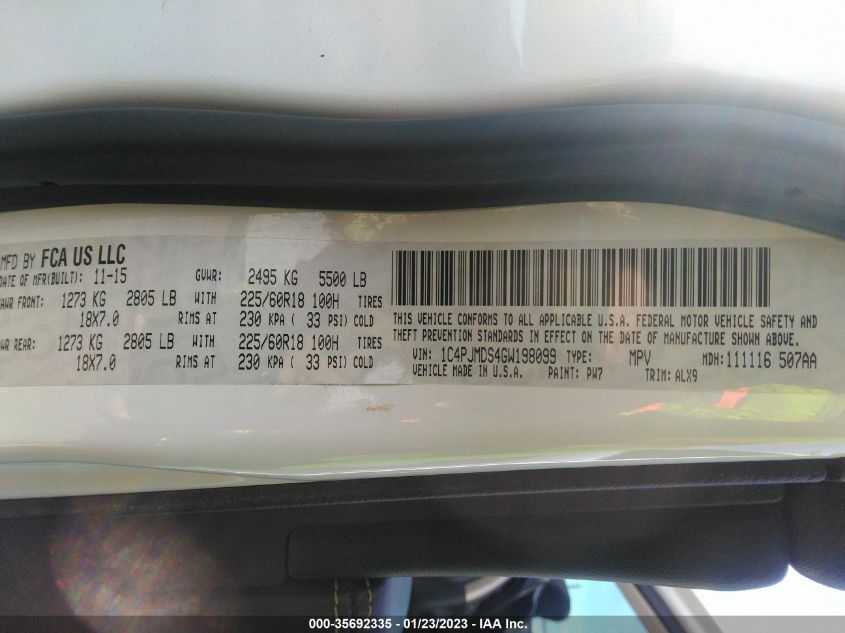 MFD BY FCA US LLC
DATE OF MFR(BUILT): 11-15 GVWR: 2495 KG 5500 LB
GAWR FRONT: 1273 KG 2805 LB WITH 225/60R18 100H TIRES
18X7.0 RIMS AT 230 KPA ( 33 PSI) COLD
GAWR REAR: 1273 KG 2805 LB WITH 225/60R18 100H TIRES
18X7.0 RIMS AT 230 KPA ( 33 PSI) COLD
THIS VEHICLE CONFORMS TO ALL APPLICABLE U.S.A. FEDERAL MOTOR VEHICLE SAFETY AND
THEFT PREVENTION STANDARDS IN EFFECT ON THE DATE OF MANUFACTURE SHOWN ABOVE.
VIN: 1C4PJMDS4GW198099 TYPE: MPV MDH: 111116 507AA
VEHICLE MADE IN U.S.A. PAINT: PW7 TRIM: ALX9
000-35692335 - 01/23/2023 - IAA Inc.